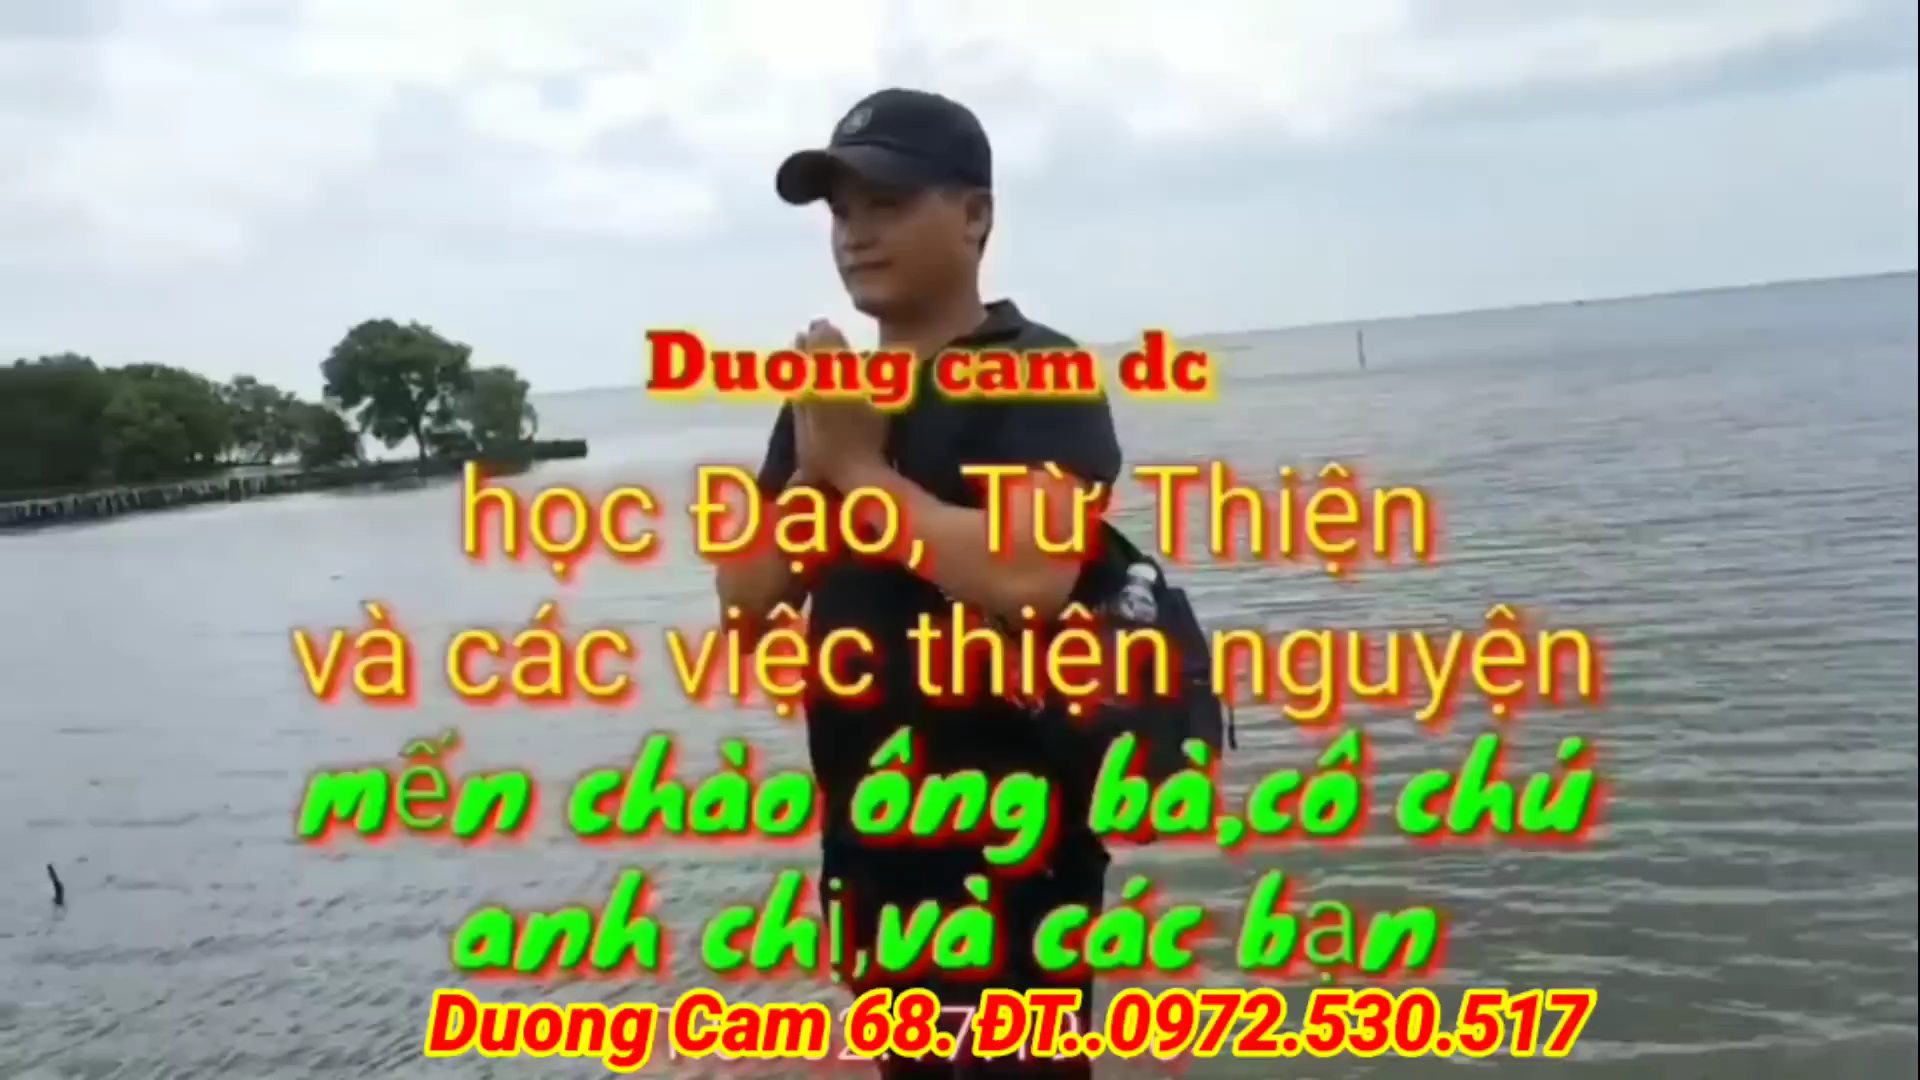 Duong cam dc
học Đạo, Từ Thiện
và các việc thiện nguyện
mến chào ông bà,cô chú
anh chị,và các bạn
Duong Cam 68. ĐT..0972.530.517